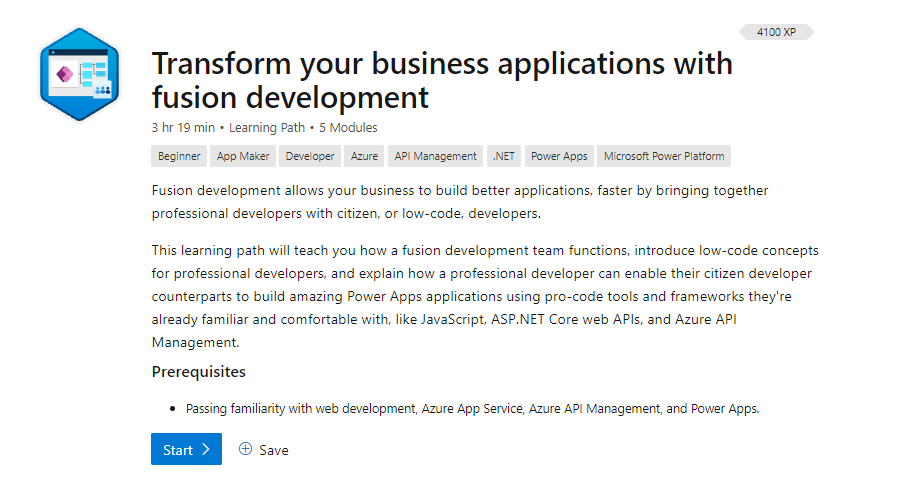 4100 XP
Transform your business applications with
fusion development
3 hr 19 min • Learning Path • 5 Modules
Beginner App Maker Developer Azure API Management .NET Power Apps Microsoft Power Platform
Fusion development allows your business to build better applications, faster by bringing together
professional developers with citizen, or low-code, developers.
This learning path will teach you how a fusion development team functions, introduce low-code concepts
for professional developers, and explain how a professional developer can enable their citizen developer
counterparts to build amazing Power Apps applications using pro-code tools and frameworks they're
already familiar and comfortable with, like JavaScript, ASP.NET Core web APIs, and Azure API
Management.
Prerequisites
• Passing familiarity with web development, Azure App Service, Azure API Management, and Power Apps.
Start Save